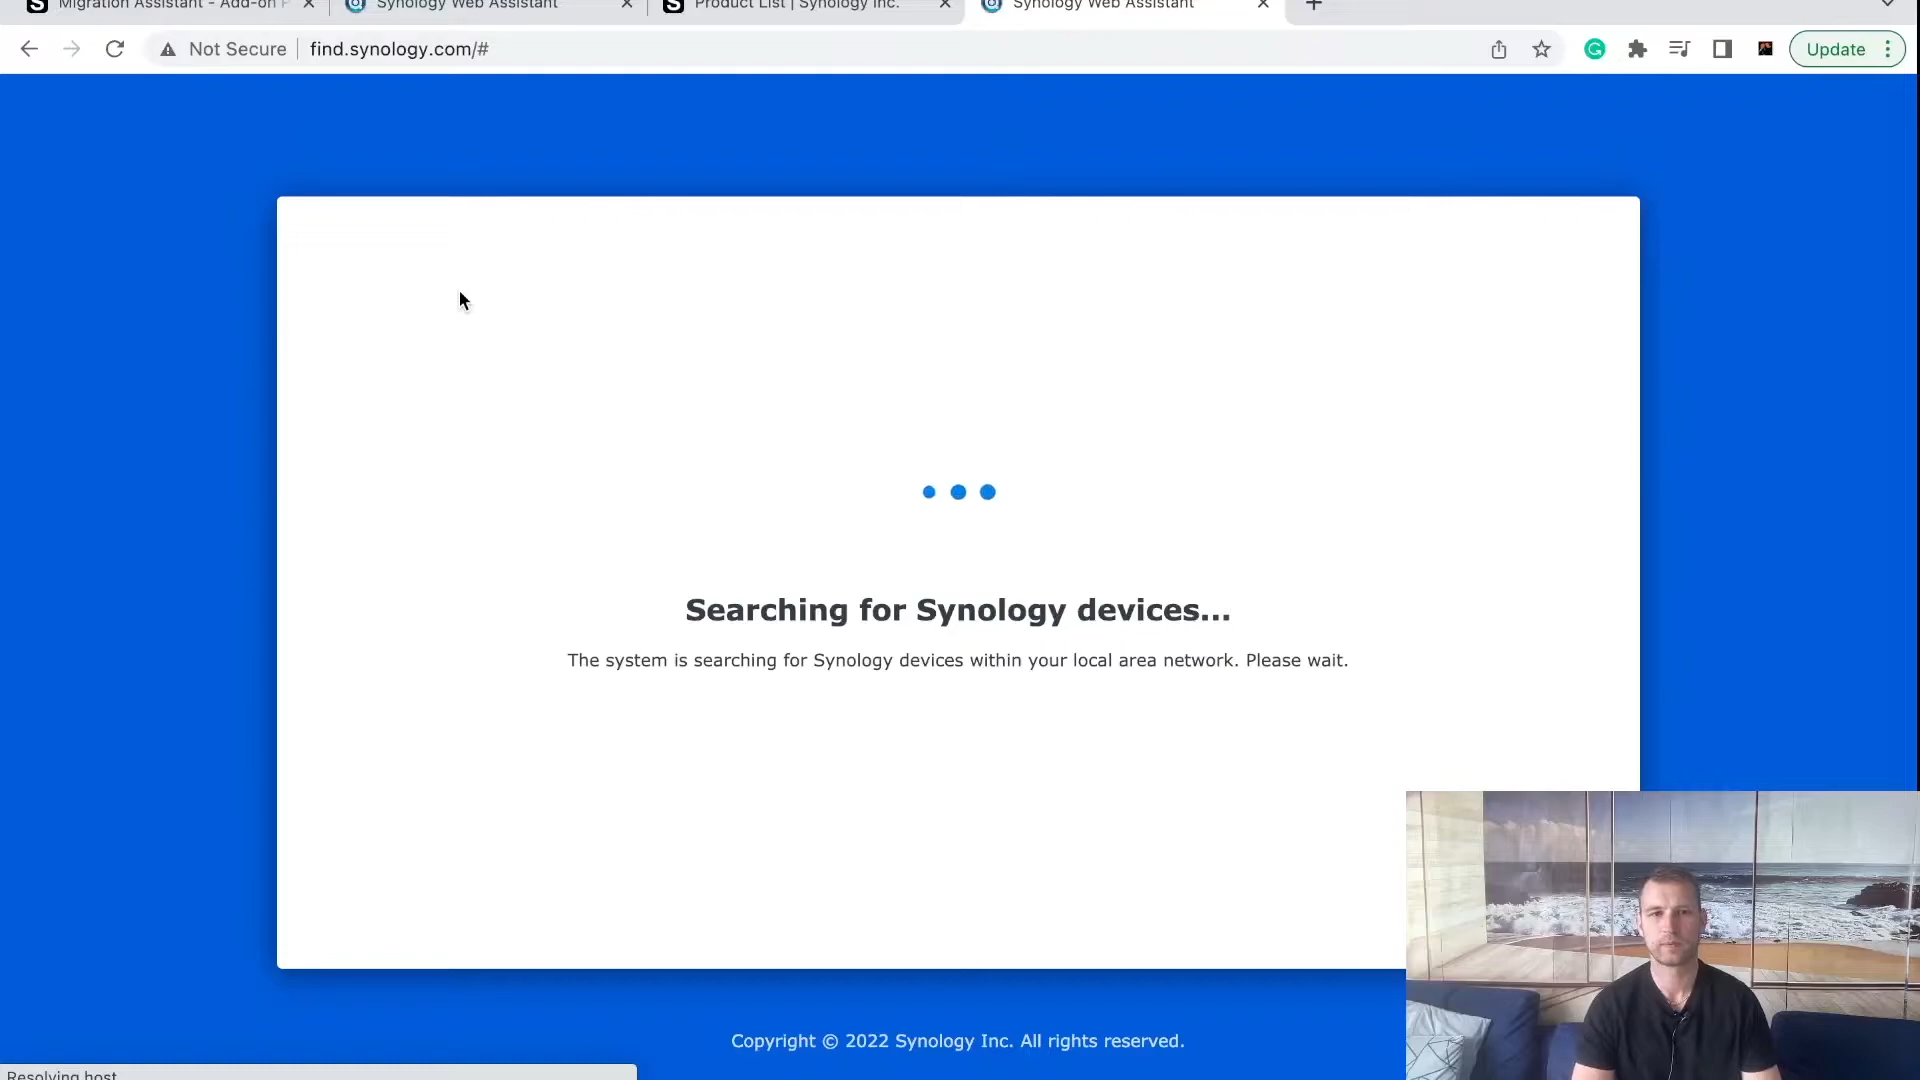 Migration Assistant - Add-on P
Synology Web Assistant
Product List | Synology Inc.
Synology Web Assistant
Not Secure
find.synology.com/#
Update
Searching for Synology devices...
The system is searching for Synology devices within your local area network. Please wait.
Copyright © 2022 Synology Inc. All rights reserved.
Resolving host